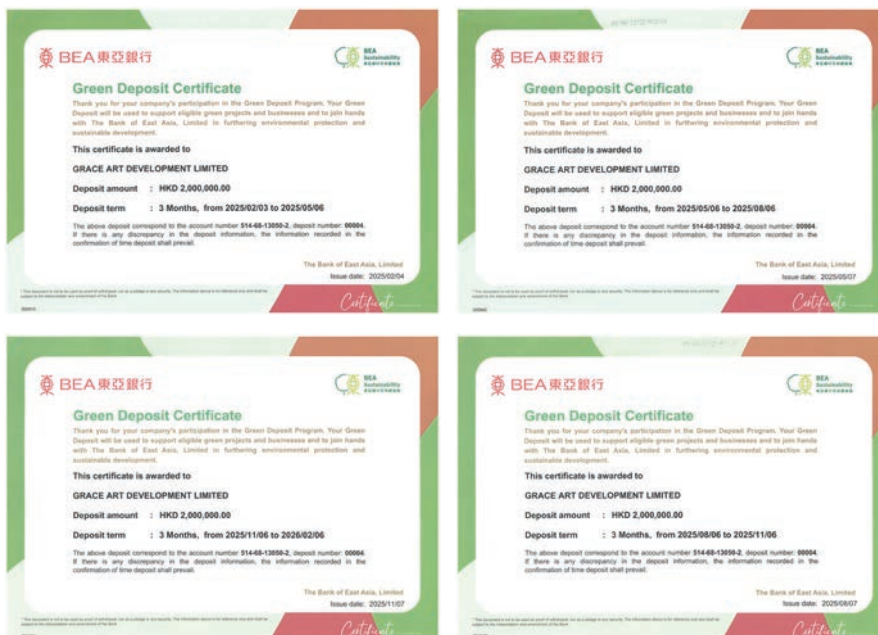 BEA東亞銀行
BEA
Sustainability
Green Deposit Certificate
Thank you for your company's participation in the Green Deposit Program. Your Green
Deposit will be used to support eligible green projects and businesses and to join hands
with The Bank of East Asia, Limited in furthering environmental protection and
sustainable development.
This certificate is awarded to
GRACE ART DEVELOPMENT LIMITED
Deposit amount : HKD 2,000,000.00
Deposit term : 3 Months, from 2025/02/03 to 2025/05/06
The above deposit correspond to the account number 514-68-13050-2, deposit number: 00004.
If there is any discrepancy in the deposit information, the information recorded in the
confirmation of time deposit shall prevail.
The Bank of East Asia, Limited
Issue date: 2025/02/04
Certificate
BEA東亞銀行
BEA
Sustainability
Green Deposit Certificate
Thank you for your company's participation in the Green Deposit Program. Your Green
Deposit will be used to support eligible green projects and businesses and to join hands
with The Bank of East Asia, Limited in furthering environmental protection and
sustainable development.
This certificate is awarded to
GRACE ART DEVELOPMENT LIMITED
Deposit amount : HKD 2,000,000.00
Deposit term : 3 Months, from 2025/05/06 to 2025/08/06
The above deposit correspond to the account number 514-68-13050-2, deposit number: 00004.
If there is any discrepancy in the deposit information, the information recorded in the
confirmation of time deposit shall prevail.
The Bank of East Asia, Limited
Issue date: 2025/05/07
Certificate
BEA東亞銀行
BEA
Sustainability
Green Deposit Certificate
Thank you for your company's participation in the Green Deposit Program. Your Green
Deposit will be used to support eligible green projects and businesses and to join hands
with The Bank of East Asia, Limited in furthering environmental protection and
sustainable development.
This certificate is awarded to
GRACE ART DEVELOPMENT LIMITED
Deposit amount : HKD 2,000,000.00
Deposit term : 3 Months, from 2025/11/06 to 2026/02/06
The above deposit correspond to the account number 514-68-13050-2, deposit number: 00004.
If there is any discrepancy in the deposit information, the information recorded in the
confirmation of time deposit shall prevail.
The Bank of East Asia, Limited
Issue date: 2025/11/07
Certificate
BEA東亞銀行
BEA
Sustainability
Green Deposit Certificate
Thank you for your company's participation in the Green Deposit Program. Your Green
Deposit will be used to support eligible green projects and businesses and to join hands
with The Bank of East Asia, Limited in furthering environmental protection and
sustainable development.
This certificate is awarded to
GRACE ART DEVELOPMENT LIMITED
Deposit amount : HKD 2,000,000.00
Deposit term : 3 Months, from 2025/08/06 to 2025/11/06
The above deposit correspond to the account number 514-68-13050-2, deposit number: 00004.
If there is any discrepancy in the deposit information, the information recorded in the
confirmation of time deposit shall prevail.
The Bank of East Asia, Limited
Issue date: 2025/08/07
Certificate